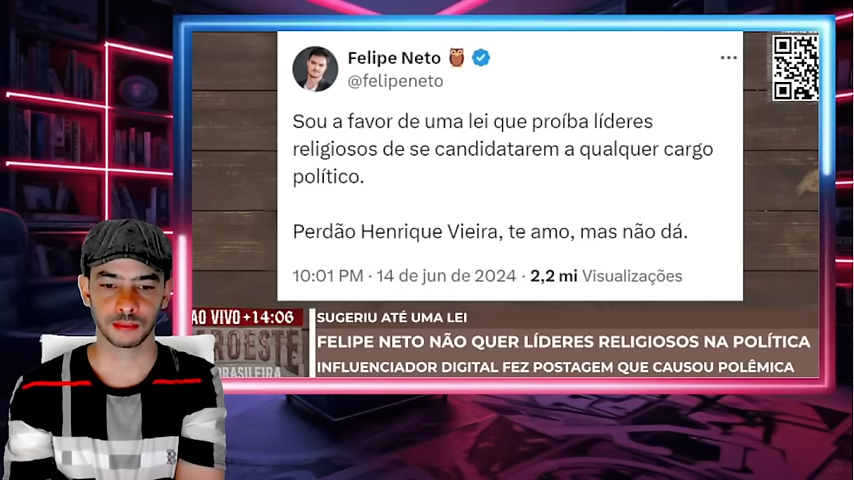 Felipe Neto
@felipeneto
Sou a favor de uma lei que proíba líderes
religiosos de se candidatarem a qualquer cargo
político.
Perdão Henrique Vieira, te amo, mas não dá.
10:01 PM · 14 de jun de 2024 · 2,2 mi Visualizações
AO VIVO +14:06
SUGERIU ATÉ UMA LEI
FELIPE NETO NÃO QUER LÍDERES RELIGIOSOS NA POLÍTICA
INFLUENCIADOR DIGITAL FEZ POSTAGEM QUE CAUSOU POLÊMICA
ROESTE
BRASILEIRA